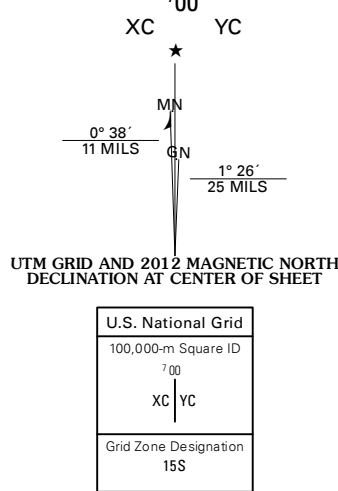 ⁷00
XC YC
★
MN
0° 38´
11 MILS
GN
1° 26´
25 MILS
UTM GRID AND 2012 MAGNETIC NORTH
DECLINATION AT CENTER OF SHEET
U.S. National Grid
100,000-m Square ID
⁷00
XC YC
Grid Zone Designation
15S